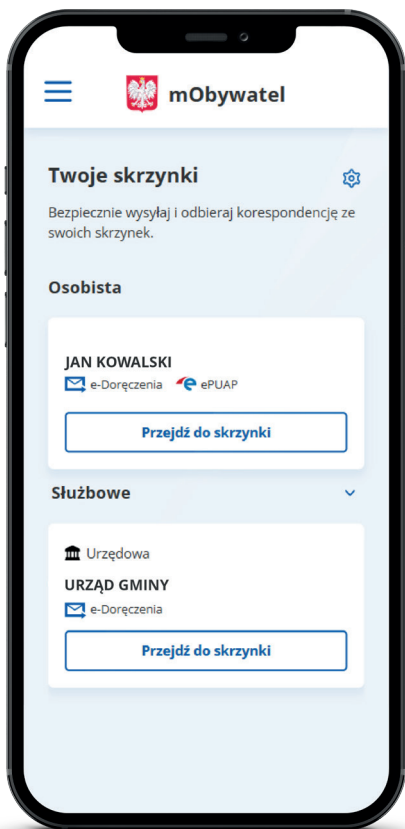 mObywatel
Twoje skrzynki
Bezpiecznie wysyłaj i odbieraj korespondencję ze
swoich skrzynek.
Osobista
JAN KOWALSKI
e-Doręczenia ePUAP
Przejdź do skrzynki
Służbowe
Urzędowa
URZĄD GMINY
e-Doręczenia
Przejdź do skrzynki